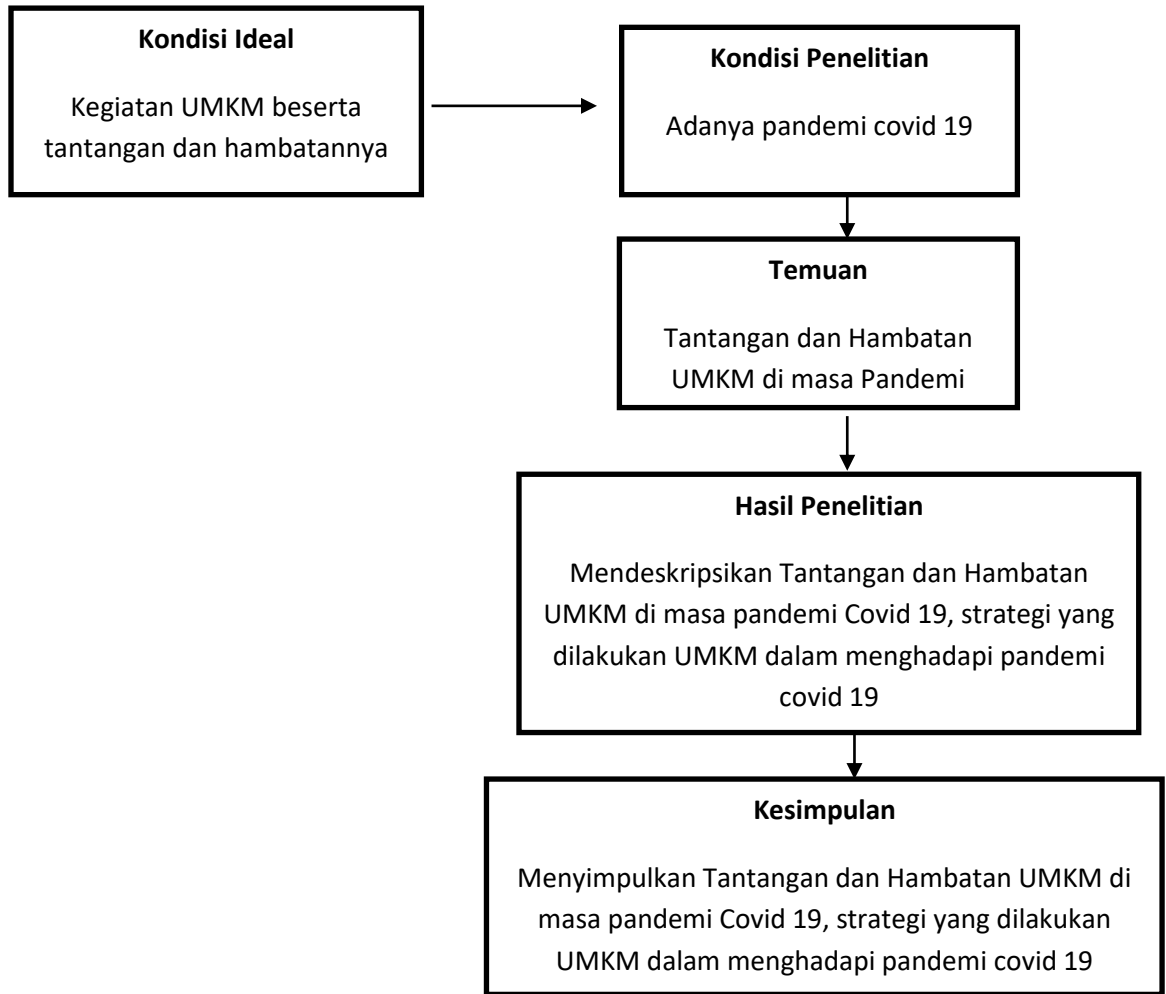 Kondisi Ideal
Kegiatan UMKM beserta
tantangan dan hambatannya
Kondisi Penelitian
Adanya pandemi covid 19
Temuan
Tantangan dan Hambatan
UMKM di masa Pandemi
Hasil Penelitian
Mendeskripsikan Tantangan dan Hambatan
UMKM di masa pandemi Covid 19, strategi yang
dilakukan UMKM dalam menghadapi pandemi
covid 19
Kesimpulan
Menyimpulkan Tantangan dan Hambatan UMKM di
masa pandemi Covid 19, strategi yang dilakukan
UMKM dalam menghadapi pandemi covid 19